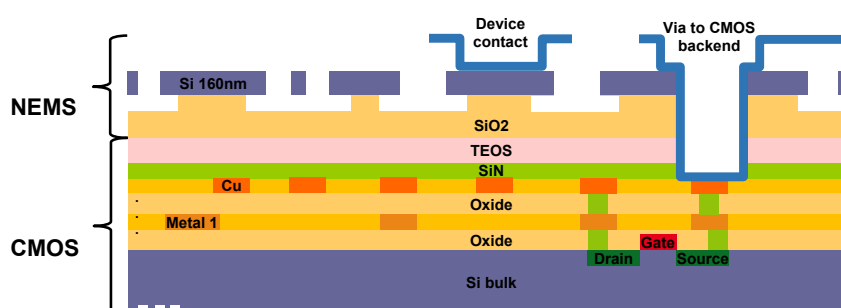 Device
contact
Via to CMOS
backend
Si 160nm
NEMS
SiO2
TEOS
SiN
Cu
Oxide
Metal 1
Oxide
Gate
CMOS
Drain
Source
Si bulk